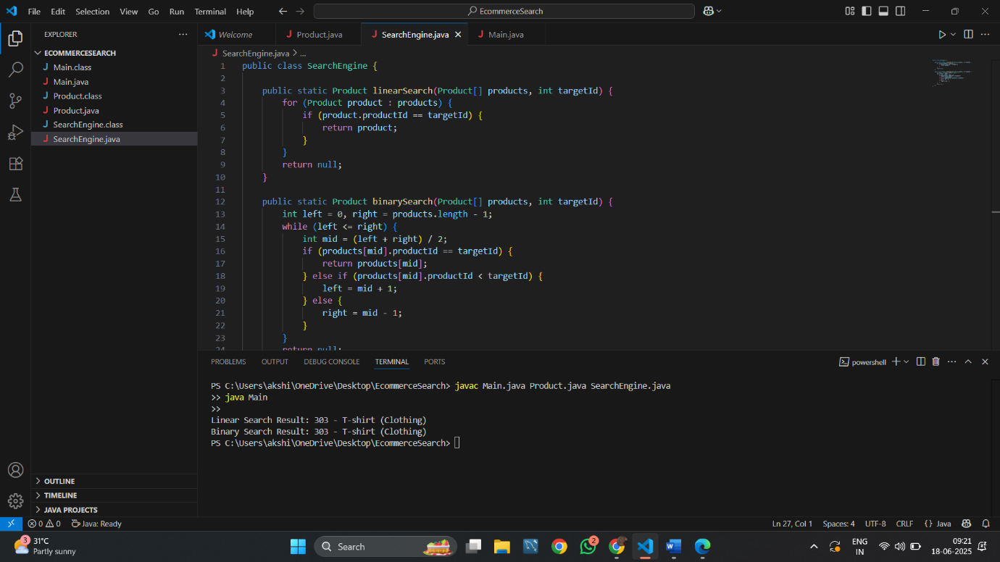 File Edit Selection View Go Run Terminal Help
EcommerceSearch
EXPLORER
ECOMMERCESEARCH
J Main.class
J Main.java
J Product.class
J Product.java
J SearchEngine.class
J SearchEngine.java
OUTLINE
TIMELINE
JAVA PROJECTS
Welcome J Product.java J SearchEngine.java J Main.java
J SearchEngine.java > ...
1 public class SearchEngine {
2
3 public static Product linearSearch(Product[] products, int targetId) {
4 for (Product product : products) {
5 if (product.productId == targetId) {
6 return product;
7 }
8 }
9 return null;
10 }
11
12 public static Product binarySearch(Product[] products, int targetId) {
13 int left = 0, right = products.length - 1;
14 while (left <= right) {
15 int mid = (left + right) / 2;
16 if (products[mid].productId == targetId) {
17 return products[mid];
18 } else if (products[mid].productId < targetId) {
19 left = mid + 1;
20 } else {
21 right = mid - 1;
22 }
23 }
24 return null;
PROBLEMS OUTPUT DEBUG CONSOLE TERMINAL PORTS
powershell
PS C:\Users\akshi\OneDrive\Desktop\EcommerceSearch> javac Main.java Product.java SearchEngine.java
>> java Main
>>
Linear Search Result: 303 - T-shirt (Clothing)
Binary Search Result: 303 - T-shirt (Clothing)
PS C:\Users\akshi\OneDrive\Desktop\EcommerceSearch>
0 0 Java: Ready
Ln 27, Col 1 Spaces: 4 UTF-8 CRLF {} Java
3 31°C
Partly sunny
Search
2
ENG
IN
09:21
18-06-2025